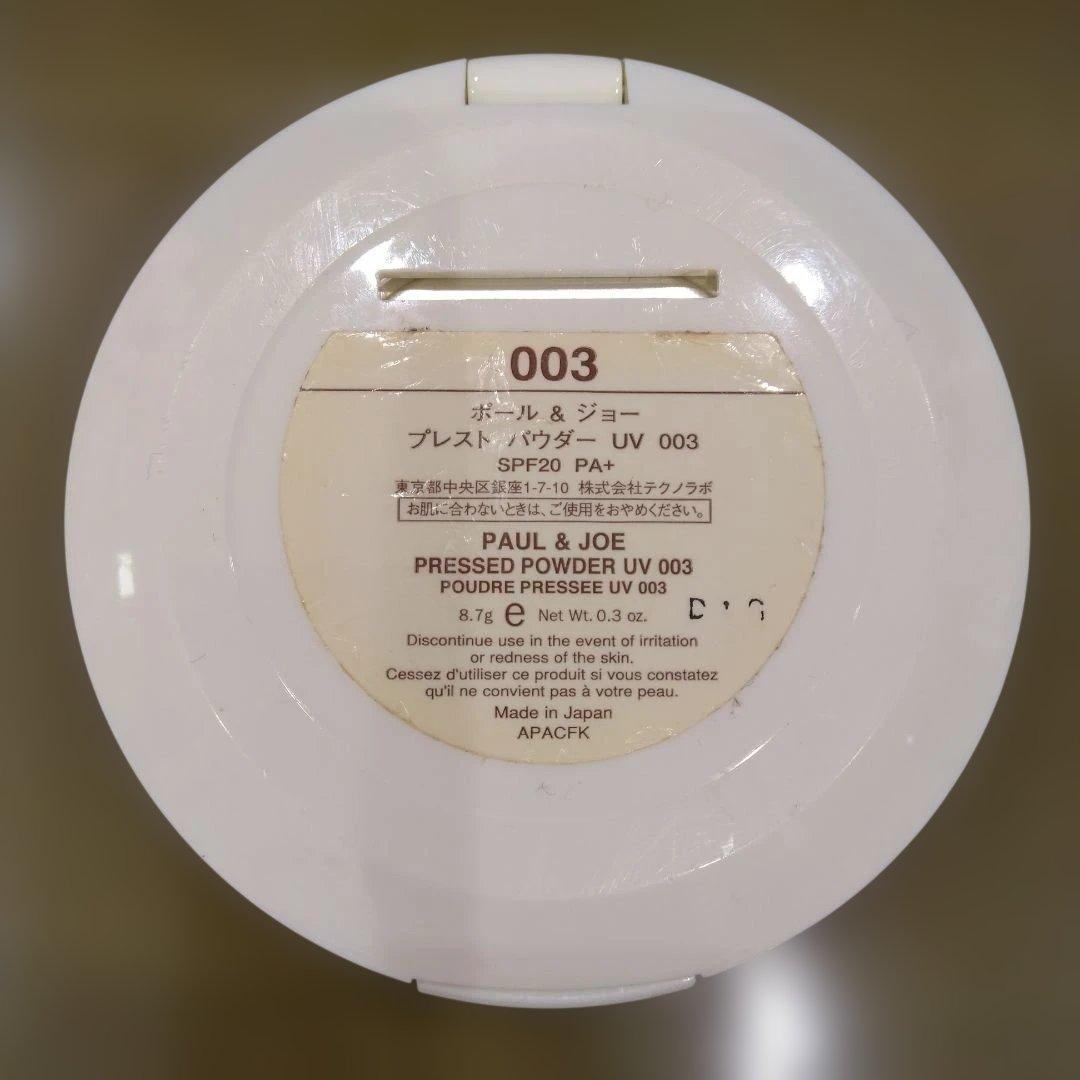 003
ポール & ジョー
プレスト パウダー UV 003
SPF20 PA+
東京都中央区銀座1-7-10 株式会社テクノラボ
お肌に合わないときは、ご使用をおやめください。
PAUL & JOE
PRESSED POWDER UV 003
POUDRE PRESSEE UV 003
8.7g e Net Wt. 0.3 oz.
Discontinue use in the event of irritation
or redness of the skin.
Cessez d'utiliser ce produit si vous constatez
qu'il ne convient pas à votre peau.
Made in Japan
APACFK